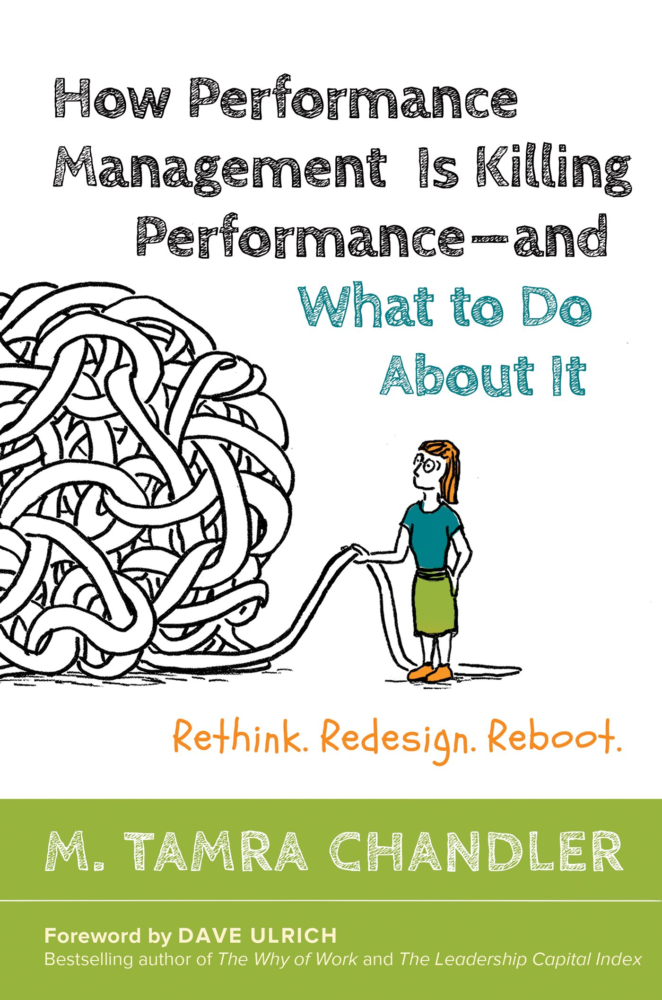 How Performance
Management Is Killing
Performance—and
What to Do
About It
Rethink. Redesign. Reboot.
M. TAMRA CHANDLER
Foreword by DAVE ULRICH
Bestselling author of The Why of Work and The Leadership Capital Index